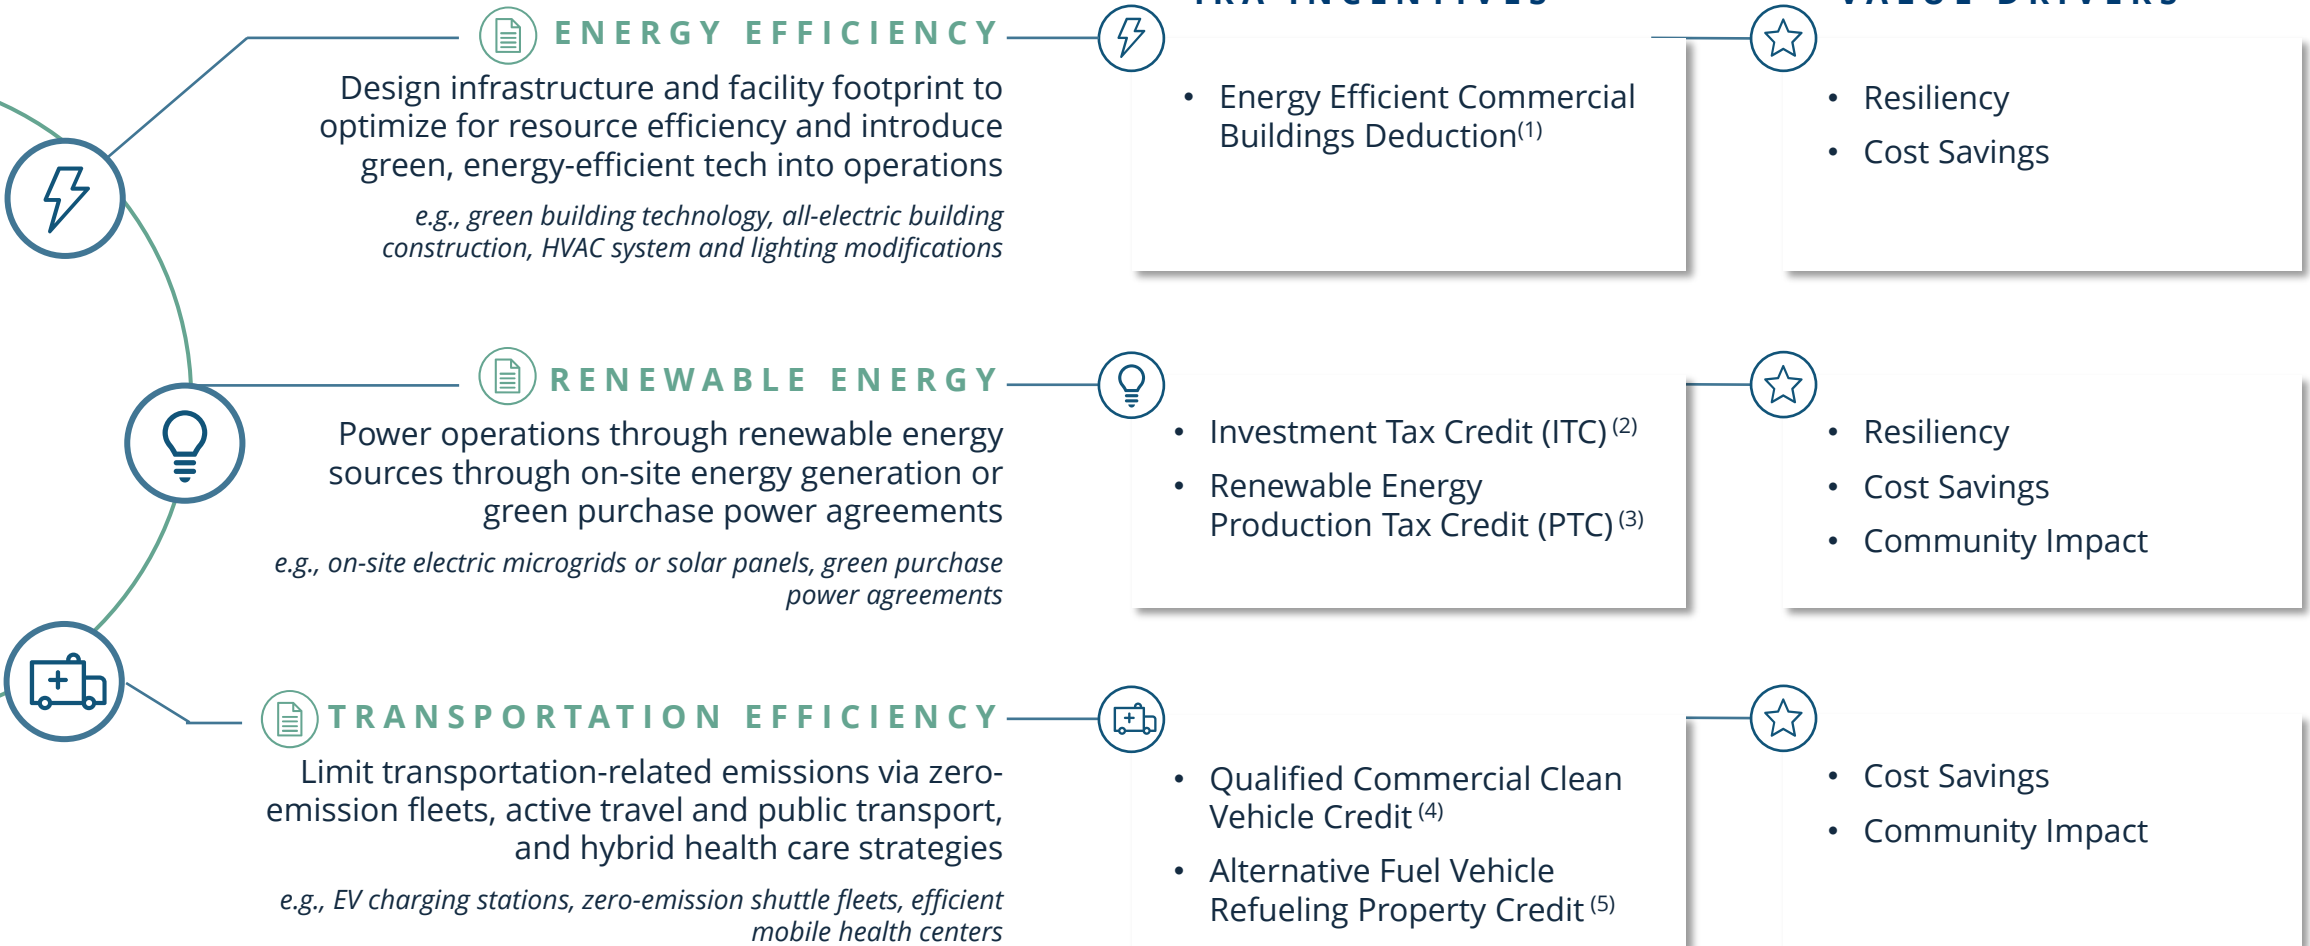 IRA INCENTIVES
VALUE DRIVERS
ENERGY EFFICIENCY
Design infrastructure and facility footprint to
optimize for resource efficiency and introduce
green, energy-efficient tech into operations
e.g., green building technology, all-electric building
construction, HVAC system and lighting modifications
• Energy Efficient Commercial
Buildings Deduction(1)
• Resiliency
• Cost Savings
RENEWABLE ENERGY
Power operations through renewable energy
sources through on-site energy generation or
green purchase power agreements
e.g., on-site electric microgrids or solar panels, green purchase
power agreements
• Investment Tax Credit (ITC) (2)
• Renewable Energy
Production Tax Credit (PTC) (3)
• Resiliency
• Cost Savings
• Community Impact
TRANSPORTATION EFFICIENCY
Limit transportation-related emissions via zero-
emission fleets, active travel and public transport,
and hybrid health care strategies
e.g., EV charging stations, zero-emission shuttle fleets, efficient
mobile health centers
• Qualified Commercial Clean
Vehicle Credit (4)
• Alternative Fuel Vehicle
Refueling Property Credit (5)
• Cost Savings
• Community Impact